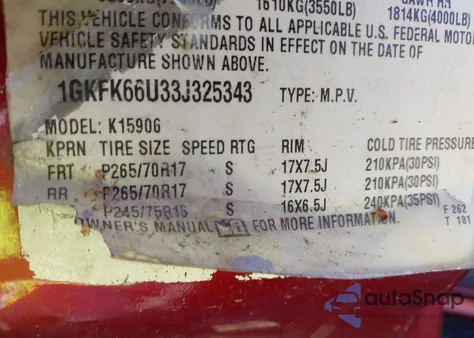 1610KG(3550LB) 1814KG(4000LB)
THIS VEHICLE CONFORMS TO ALL APPLICABLE U.S. FEDERAL MOTOR
VEHICLE SAFETY STANDARDS IN EFFECT ON THE DATE OF
MANUFACTURE SHOWN ABOVE.
1GKFK66U33J325343 TYPE: M.P.V.
MODEL: K15906
KPRN TIRE SIZE SPEED RTG RIM COLD TIRE PRESSURE
FRT P265/70R17 S 17X7.5J 210KPA(30PSI)
RR P265/70R17 S 17X7.5J 210KPA(30PSI)
P245/75R16 S 16X6.5J 240KPA(35PSI)
OWNER'S MANUAL FOR MORE INFORMATION.
F 262
T 181
autoSnap